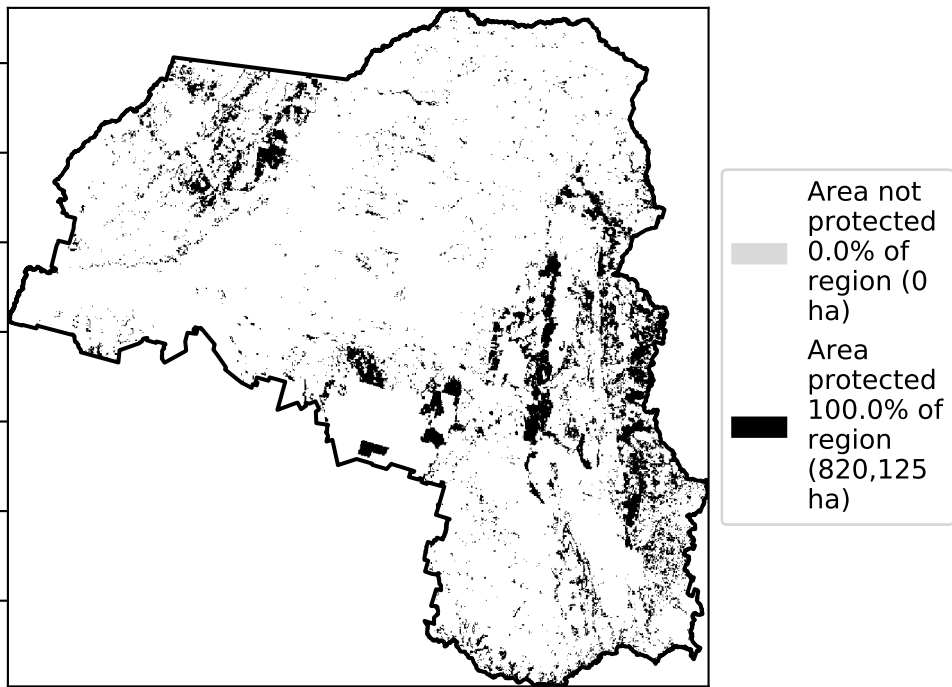 Area not
protected
0.0% of
region (0
ha)
Area
protected
100.0% of
region
(820,125
ha)